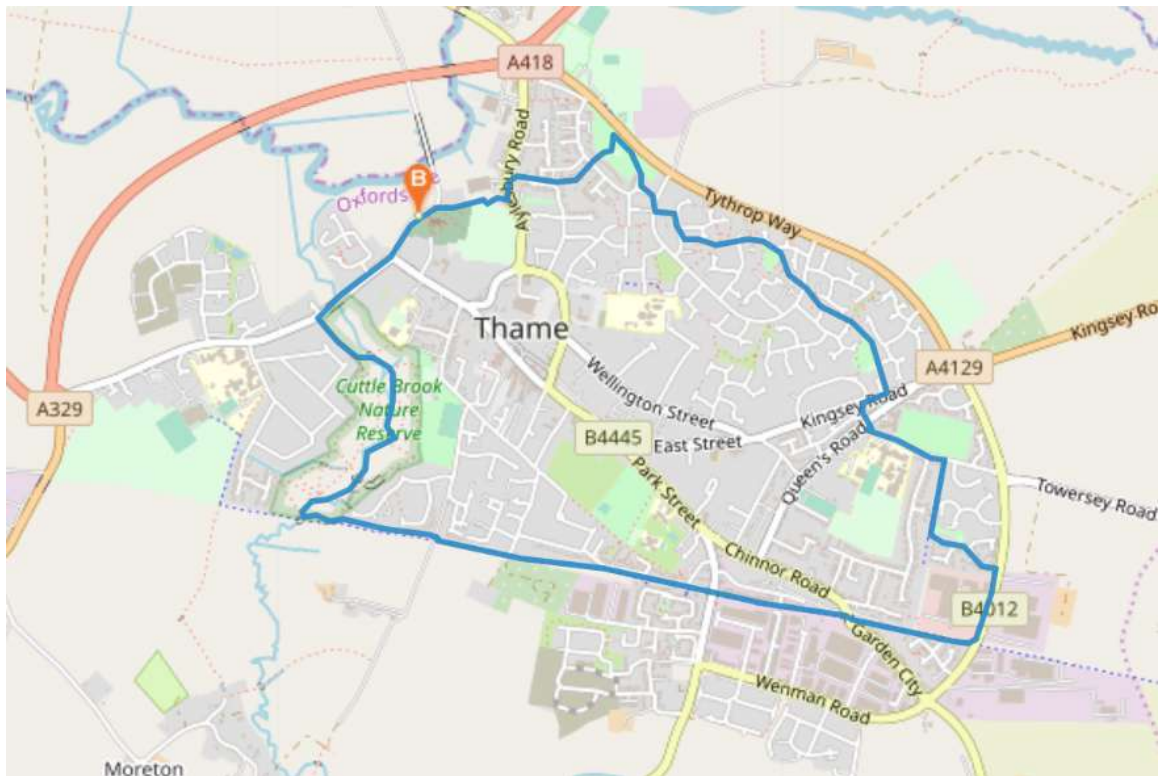 A418
Aylesbury Road
B
Oxfordshire
Tythrop Way
Thame
Kingsey Ro
A4129
A329
Cuttle Brook
Nature
Reserve
Wellington Street
Kingsey Road
B4445
East Street
Queen's Road
Park Street
Towersey Road
Chinnor Road
B4012
Garden City
Wenman Road
Moreton